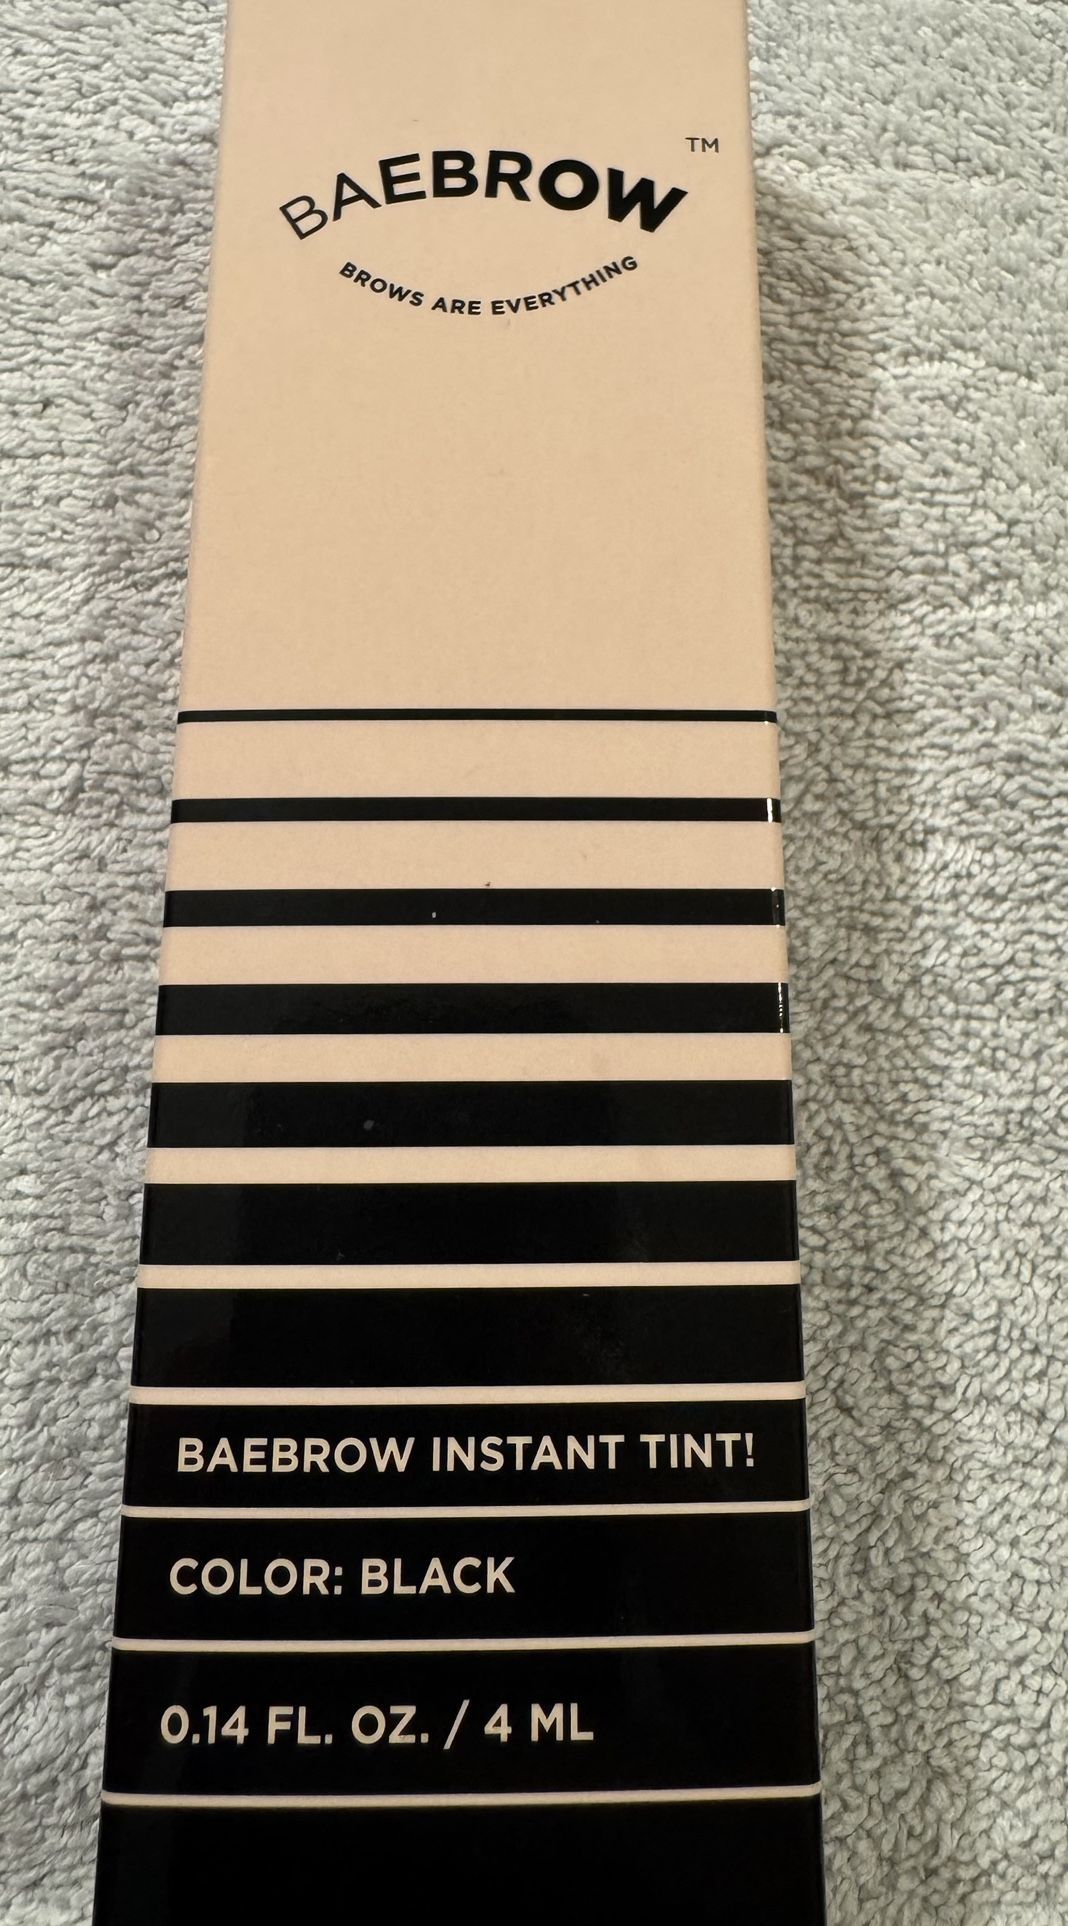 BAEBROW ™
BROWS ARE EVERYTHING
BAEBROW INSTANT TINT!
COLOR: BLACK
0.14 FL. OZ. / 4 ML